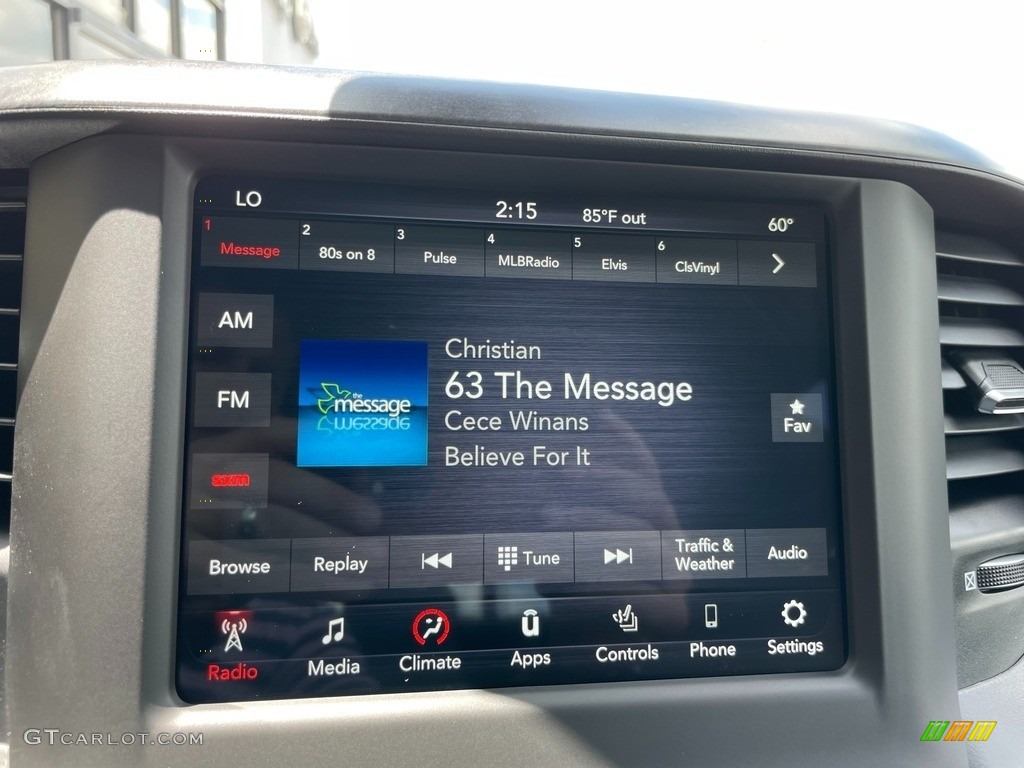 LO
2:15
85°F out
60°
1 Message
2 80s on 8
3 Pulse
4 MLBRadio
5 Elvis
6 ClsVinyl
AM
FM
sxm
the message
Christian
63 The Message
Cece Winans
Believe For It
Fav
Browse
Replay
Tune
Traffic &
Weather
Audio
Radio
Media
Climate
Apps
Controls
Phone
Settings
GTCARLOT.COM